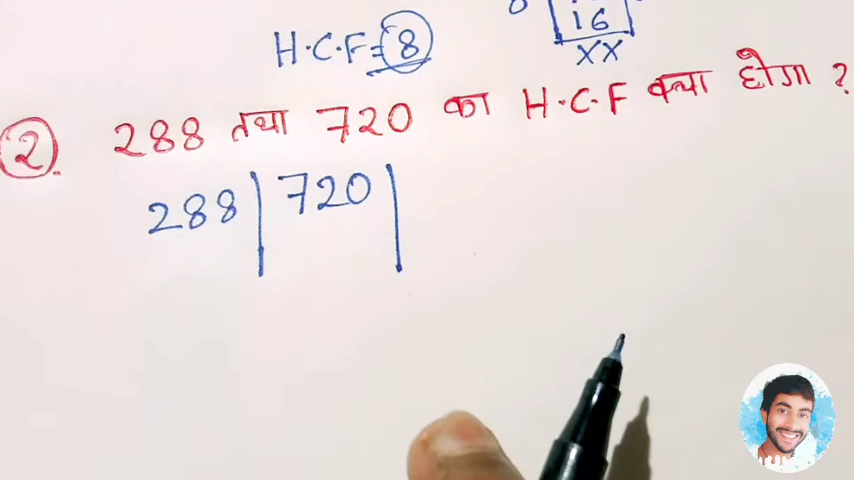 16
H.C.F = 8
XX
2. 288 तथा 720 का H.C.F क्या होगा ?
288 | 720 |